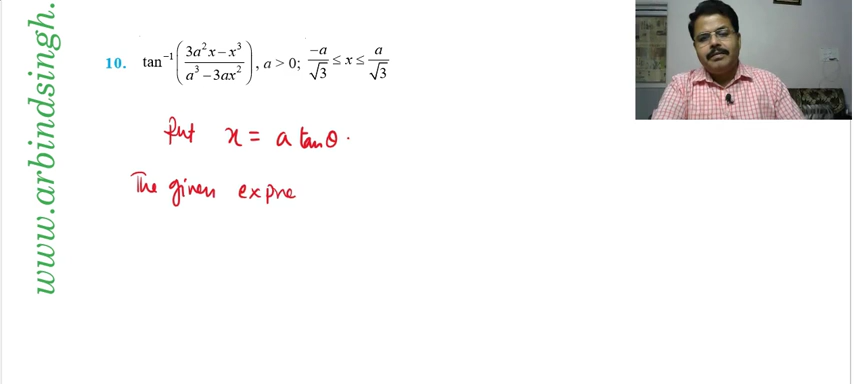 www.arbindsingh.
10. tan⁻¹((3a²x − x³)/(a³ − 3ax²)), a > 0; −a/√3 ≤ x ≤ a/√3
Put x = a tanθ.
The given expre